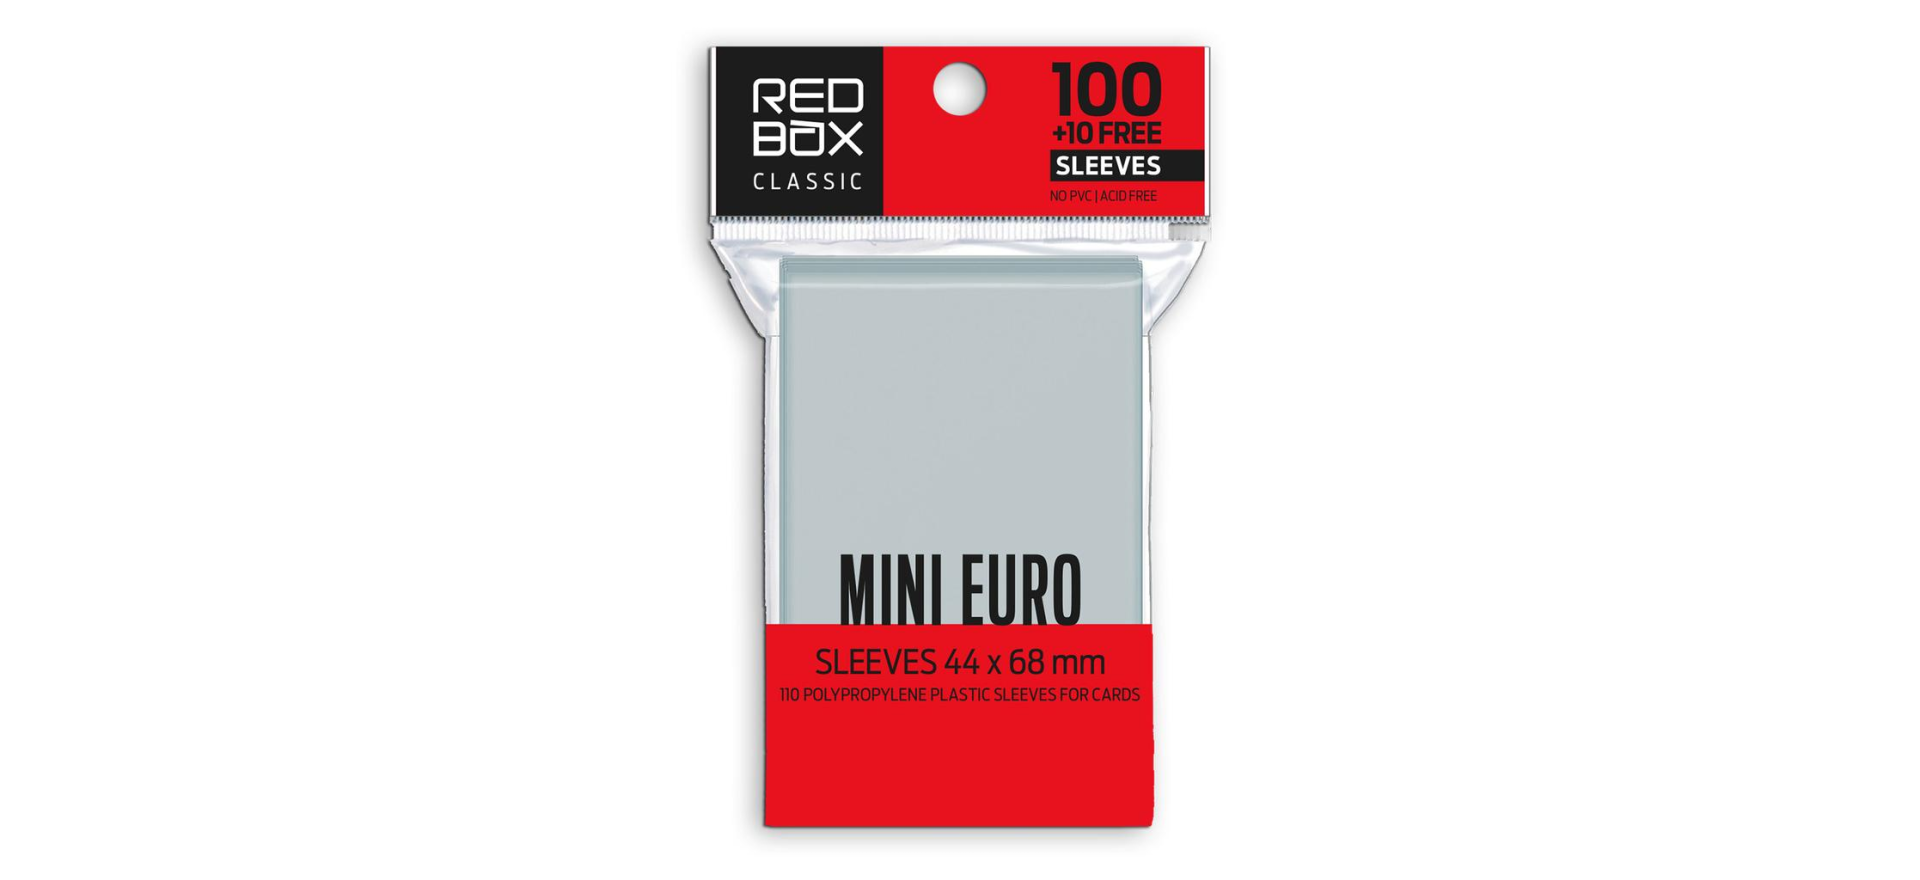 RED
BOX
CLASSIC
100
+10 FREE
SLEEVES
NO PVC | ACID FREE
MINI EURO
SLEEVES 44 x 68 mm
110 POLYPROPYLENE PLASTIC SLEEVES FOR CARDS